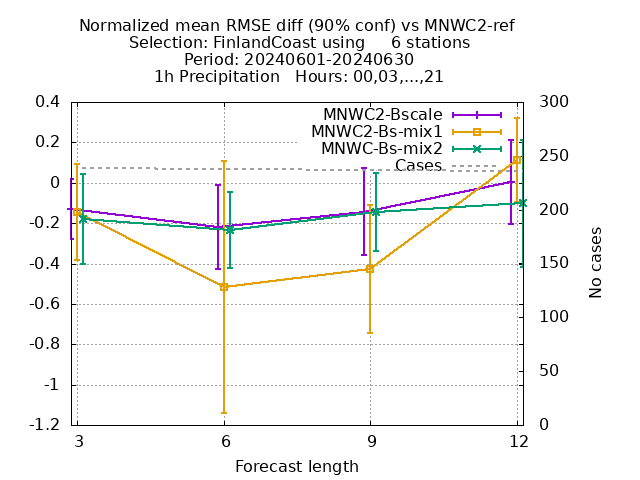 Normalized mean RMSE diff (90% conf) vs MNWC2-ref
Selection: FinlandCoast using 6 stations
Period: 20240601-20240630
1h Precipitation Hours: 00,03,...,21
MNWC2-Bscale
MNWC2-Bs-mix1
MNWC-Bs-mix2
Cases
0.4
0.2
0
-0.2
-0.4
-0.6
-0.8
-1
-1.2
300
250
200
150
100
50
0
No cases
3 6 9 12
Forecast length